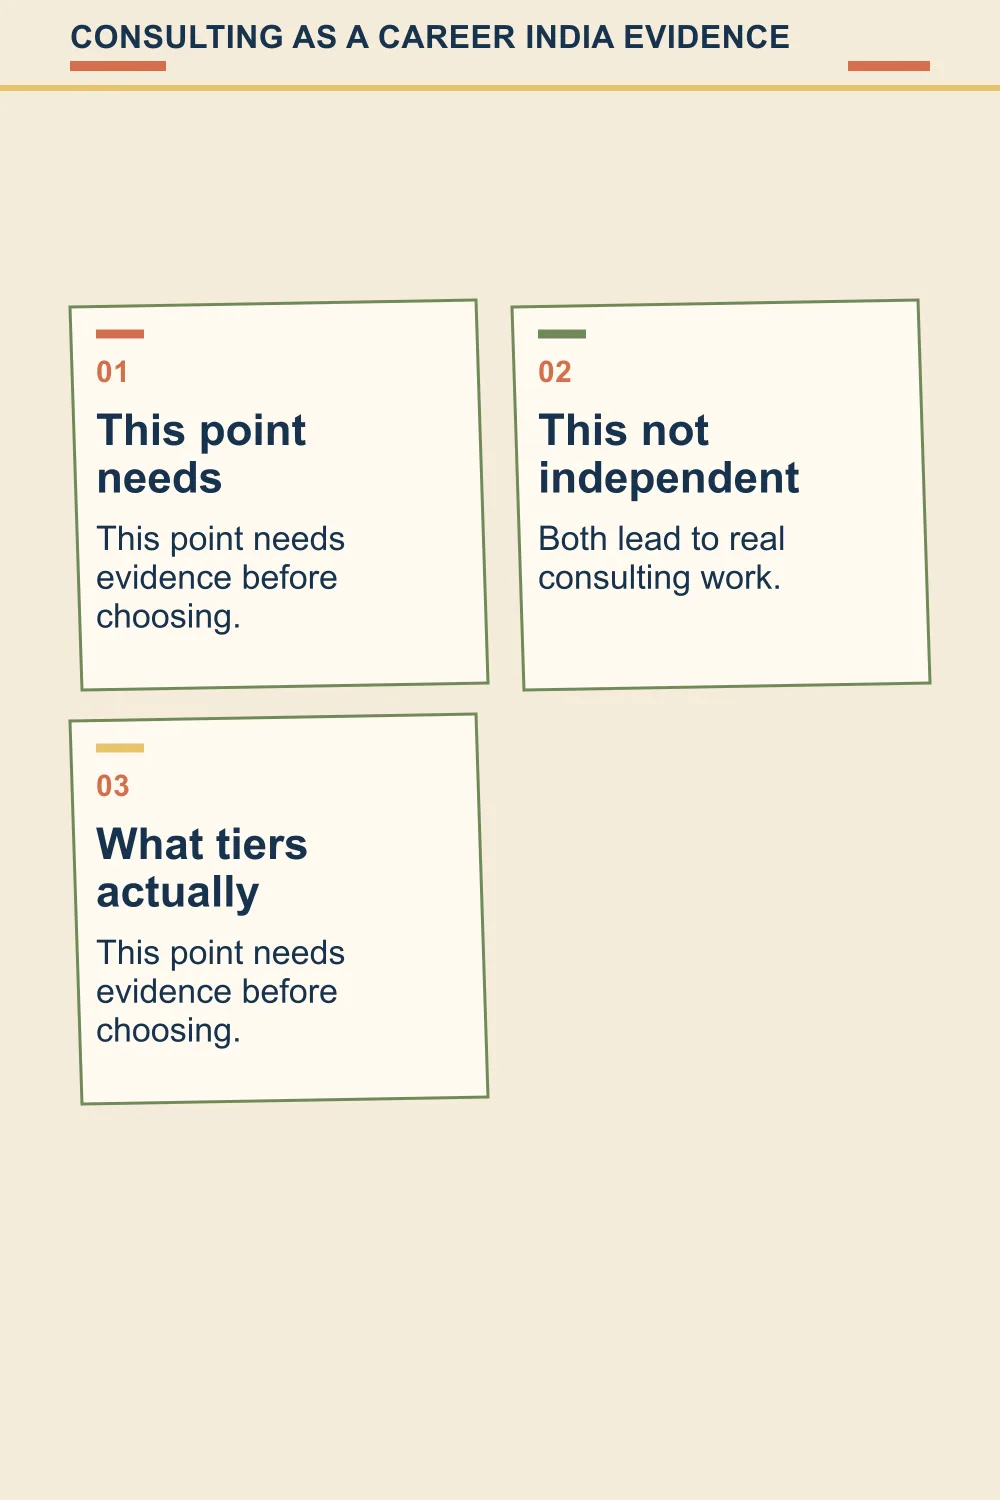 CONSULTING AS A CAREER INDIA EVIDENCE
01
This point
needs
This point needs
evidence before
choosing.
02
This not
independent
Both lead to real
consulting work.
03
What tiers
actually
This point needs
evidence before
choosing.